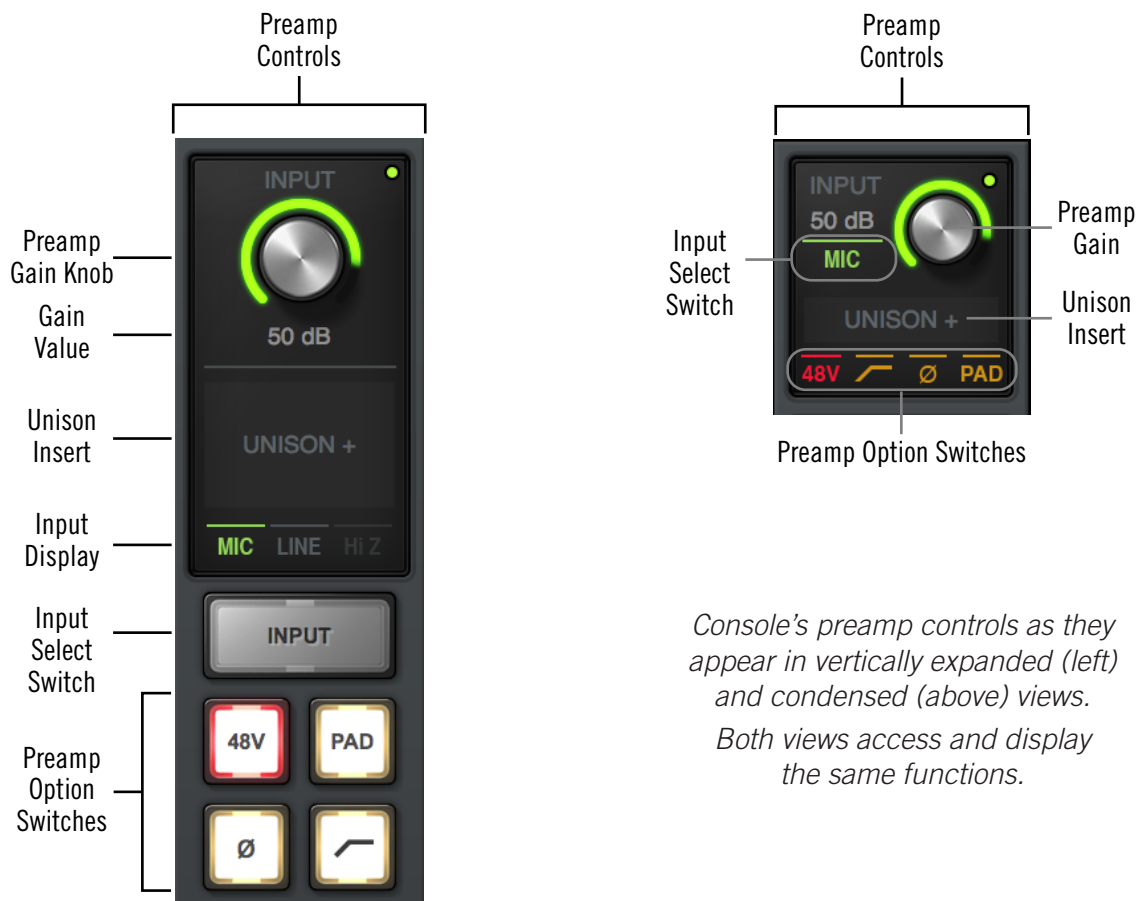 Preamp
Controls
INPUT
Preamp
Gain Knob
Gain
Value
50 dB
Unison
Insert
UNISON +
Input
Display
MIC LINE Hi Z
Input
Select
Switch
INPUT
Preamp
Option
Switches
48V PAD
Ø
Preamp
Controls
INPUT
50 dB
MIC
Input
Select
Switch
Preamp
Gain
UNISON +
Unison
Insert
48V Ø PAD
Preamp Option Switches
Console’s preamp controls as they
appear in vertically expanded (left)
and condensed (above) views.
Both views access and display
the same functions.